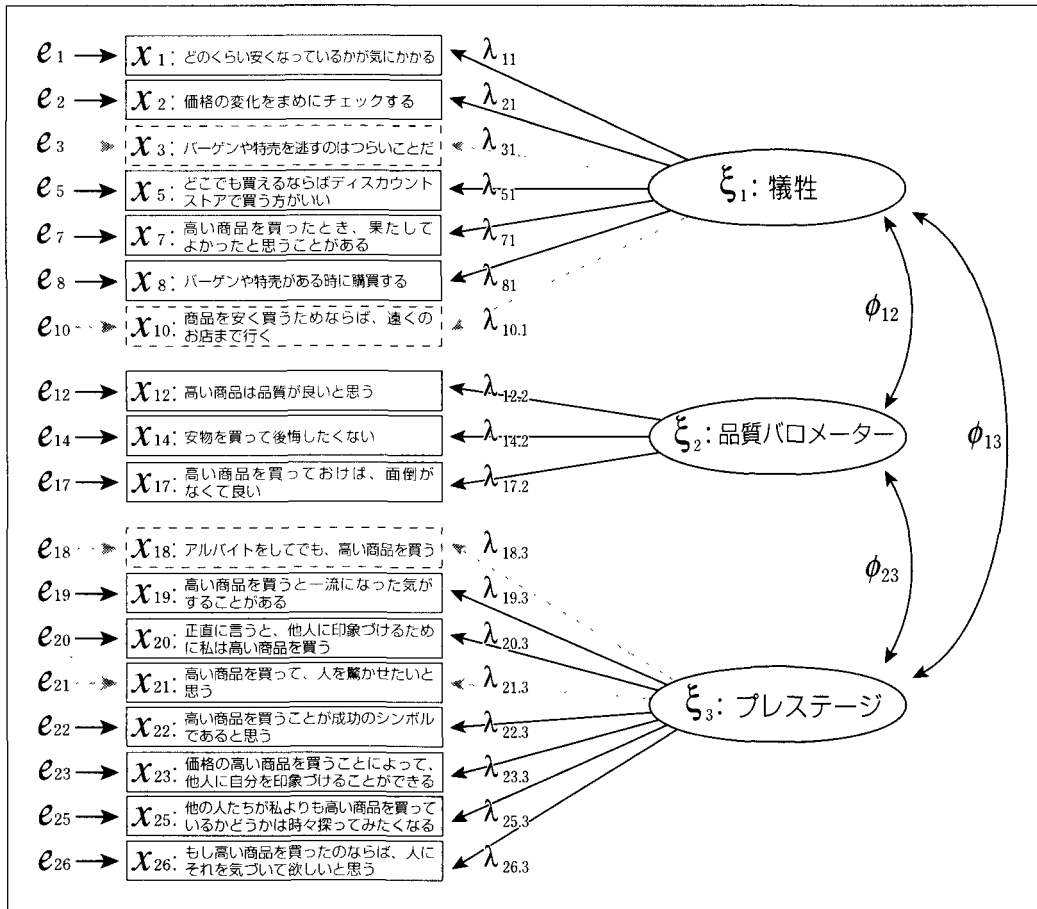 e₁ x₁: どのくらい安くなっているかが気にかかる λ₁₁
e₂ x₂: 価格の変化をまめにチェックする λ₂₁
e₃ x₃: バーゲンや特売を逃すのはつらいことだ λ₃₁
ξ₁: 犠牲
e₅ x₅: どこでも買えるならばディスカウント
ストアで買う方がいい λ₅₁
e₇ x₇: 高い商品を買ったとき、果たして
よかったと思うことがある λ₇₁
e₈ x₈: バーゲンや特売がある時に購買する λ₈₁
e₁₀ x₁₀: 商品を安く買うためならば、遠くの
お店まで行く λ₁₀.₁
ϕ₁₂
e₁₂ x₁₂: 高い商品は品質が良いと思う λ₁₂.₂
e₁₄ x₁₄: 安物を買って後悔したくない λ₁₄.₂
ξ₂: 品質バロメーター
ϕ₁₃
e₁₇ x₁₇: 高い商品を買っておけば、面倒が
なくて良い λ₁₇.₂
e₁₈ x₁₈: アルバイトをしてでも、高い商品を買う λ₁₈.₃
ϕ₂₃
e₁₉ x₁₉: 高い商品を買うと一流になった気が
することがある λ₁₉.₃
e₂₀ x₂₀: 正直に言うと、他人に印象づけるため
に私は高い商品を買う λ₂₀.₃
e₂₁ x₂₁: 高い商品を買って、人を驚かせたいと
思う λ₂₁.₃
ξ₃: プレステージ
e₂₂ x₂₂: 高い商品を買うことが成功のシンボル
であると思う λ₂₂.₃
e₂₃ x₂₃: 価格の高い商品を買うことによって、
他人に自分を印象づけることができる λ₂₃.₃
e₂₅ x₂₅: 他の人たちが私よりも高い商品を買って
いるかどうかは時々探ってみたくなる λ₂₅.₃
e₂₆ x₂₆: もし高い商品を買ったのならば、人に
それを気づいて欲しいと思う λ₂₆.₃